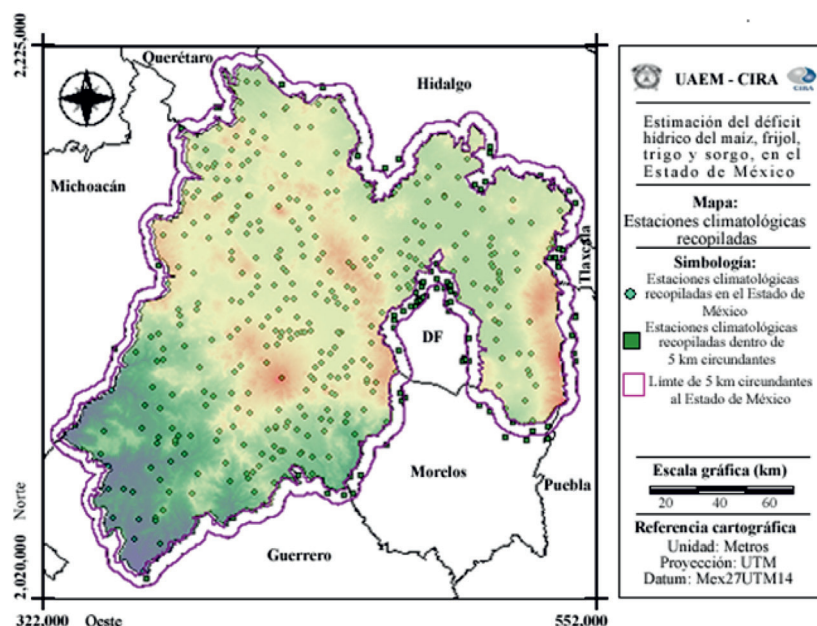 2,225,000
Querétaro
Hidalgo
Michoacán
Tlaxcala
DF
Morelos
Puebla
Guerrero
Norte
2,020,000
322,000
Oeste
552,000
UAEM - CIRA
CIRA
Estimación del déficit
hídrico del maíz, frijol,
trigo y sorgo, en el
Estado de México
Mapa:
Estaciones climatológicas
recopiladas
Simbología:
Estaciones climatológicas
recopiladas en el Estado de
México
Estaciones climatológicas
recopiladas dentro de
5 km circundantes
Límte de 5 km circundantes
al Estado de México
Escala gráfica (km)
20 40 60
Referencia cartográfica
Unidad: Metros
Proyección: UTM
Datum: Mex27UTM14